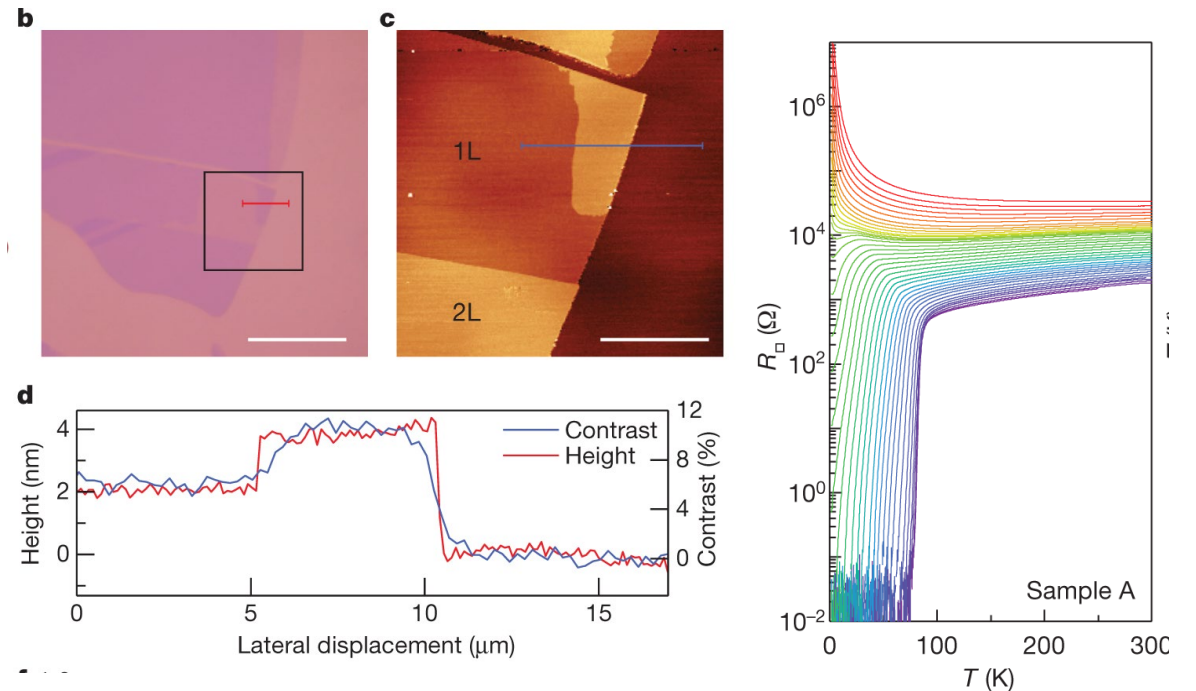 b
c
1L
2L
d
Height (nm)
4
2
0
Contrast
Height
12
8
4
0
Contrast (%)
0
5
10
15
Lateral displacement (μm)
R□ (Ω)
10⁶
10⁴
10²
10⁰
10⁻²
Sample A
0
100
200
300
T (K)